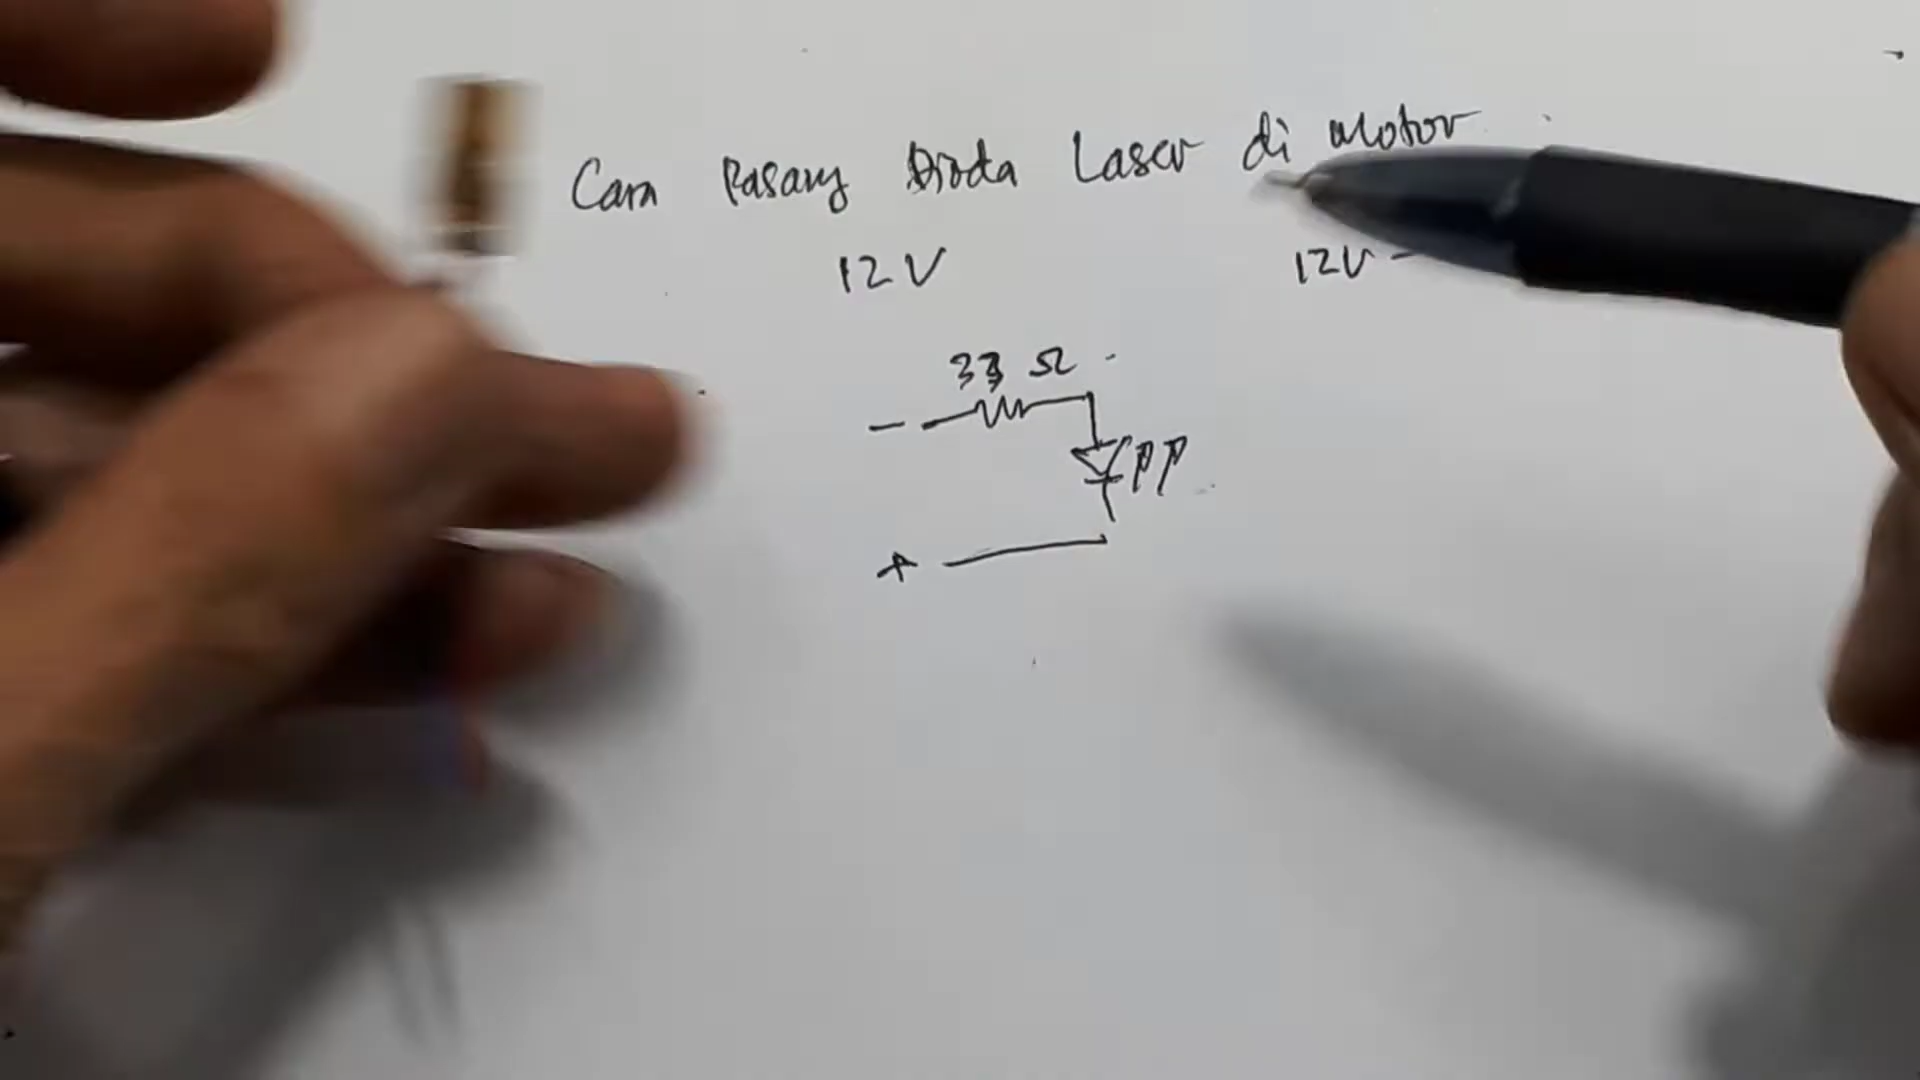 Cara Pasang Dioda Laser di Motor
12V 12V -
33 Ω
-
+